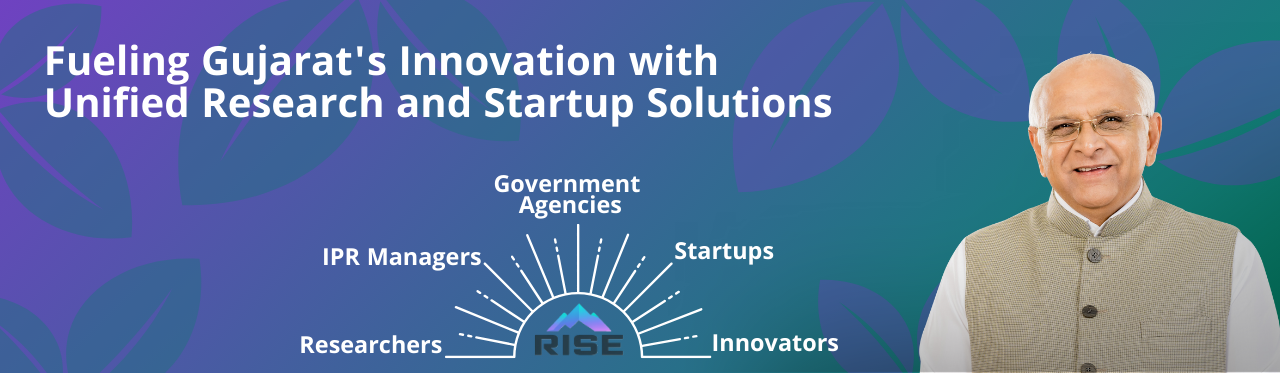 Fueling Gujarat's Innovation with
Unified Research and Startup Solutions
Government
Agencies
IPR Managers
Startups
Researchers
RISE
Innovators